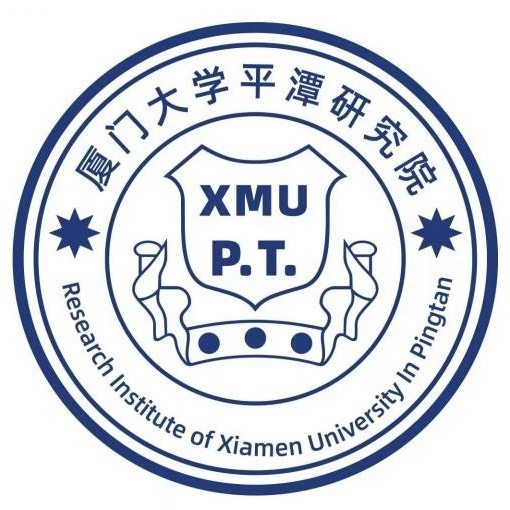 厦门大学平潭研究院
XMU
P.T.
Research Institute of Xiamen University In Pingtan